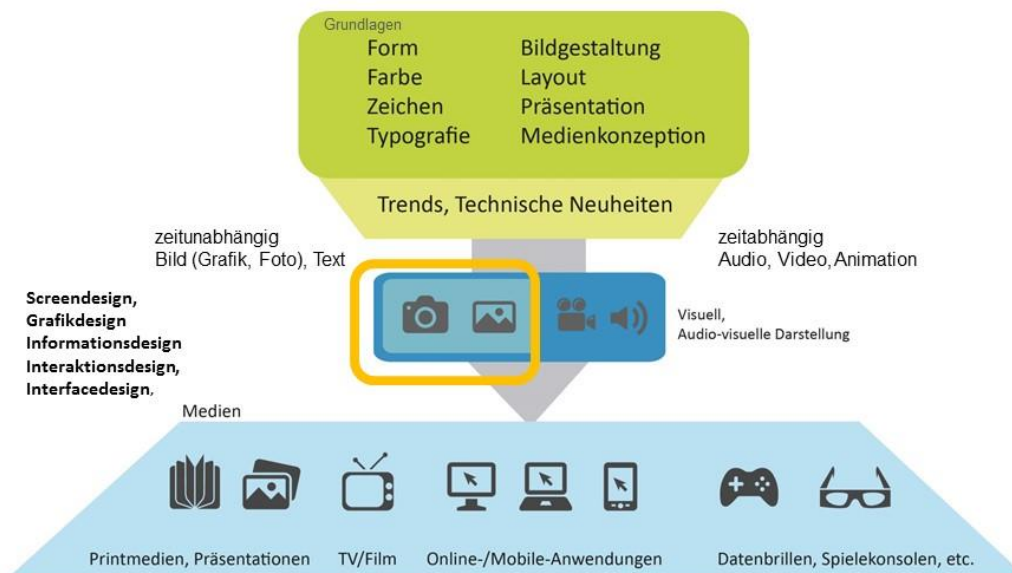 Grundlagen
Form
Farbe
Zeichen
Typografie
Bildgestaltung
Layout
Präsentation
Medienkonzeption
Trends, Technische Neuheiten
zeitunabhängig
Bild (Grafik, Foto), Text
zeitabhängig
Audio, Video, Animation
Screendesign,
Grafikdesign
Informationsdesign
Interaktionsdesign,
Interfacedesign,
Visuell,
Audio-visuelle Darstellung
Medien
Printmedien, Präsentationen
TV/Film
Online-/Mobile-Anwendungen
Datenbrillen, Spielekonsolen, etc.